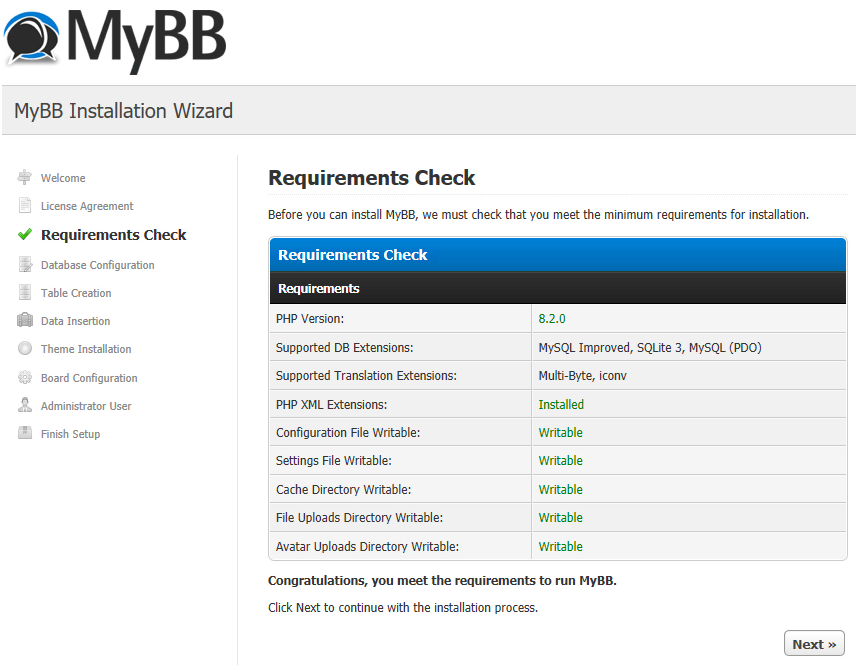 MyBB
MyBB Installation Wizard
Welcome
License Agreement
Requirements Check
Database Configuration
Table Creation
Data Insertion
Theme Installation
Board Configuration
Administrator User
Finish Setup
Requirements Check
Before you can install MyBB, we must check that you meet the minimum requirements for installation.
Requirements Check
Requirements
PHP Version: 8.2.0
Supported DB Extensions: MySQL Improved, SQLite 3, MySQL (PDO)
Supported Translation Extensions: Multi-Byte, iconv
PHP XML Extensions: Installed
Configuration File Writable: Writable
Settings File Writable: Writable
Cache Directory Writable: Writable
File Uploads Directory Writable: Writable
Avatar Uploads Directory Writable: Writable
Congratulations, you meet the requirements to run MyBB.
Click Next to continue with the installation process.
Next »